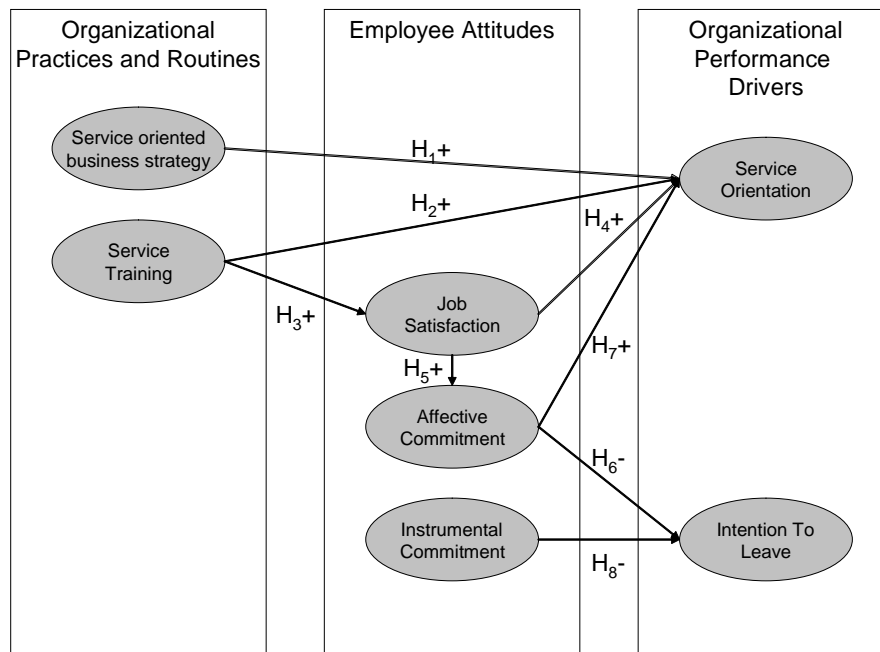 Organizational
Practices and Routines
Employee Attitudes
Organizational
Performance
Drivers
Service oriented
business strategy
H₁+
Service
Orientation
H₂+
H₄+
Service
Training
H₃+
Job
Satisfaction
H₅+
H₇+
Affective
Commitment
H₆-
Instrumental
Commitment
H₈-
Intention To
Leave